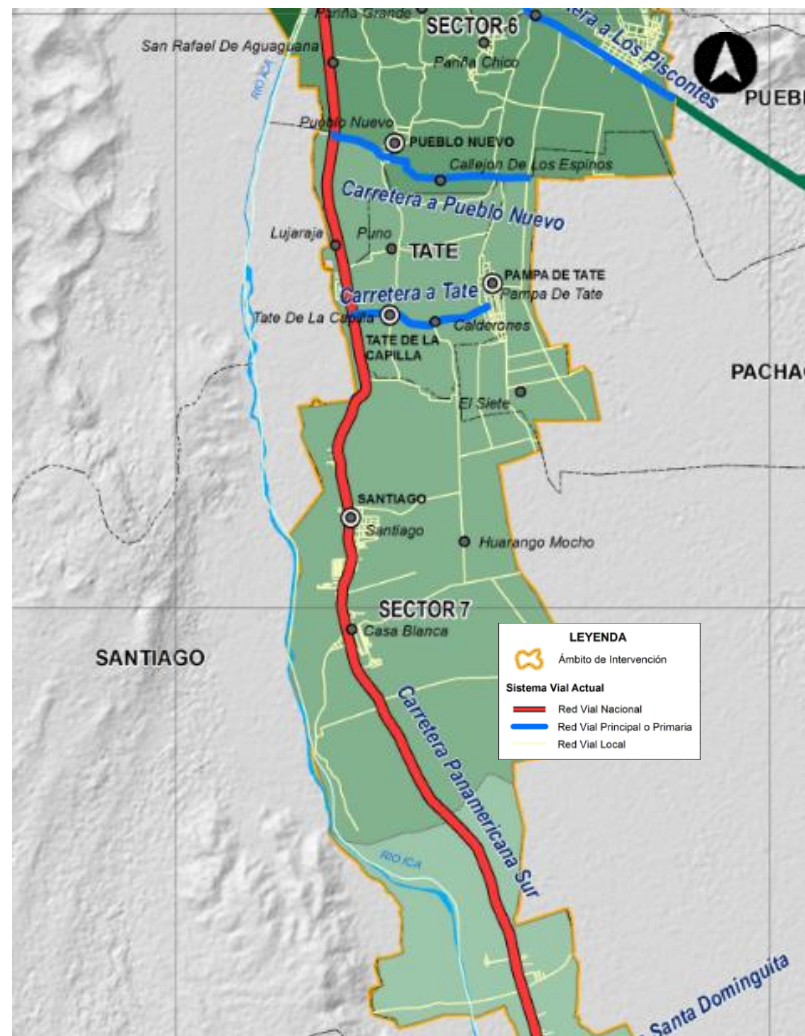 Pariña Grande
SECTOR 6
etera a Los Piscontes
San Rafael De Aguaguana
Pariña Chico
RIO ICA
PUEBL
Pueblo Nuevo
PUEBLO NUEVO
Callejon De Los Espinos
Carretera a Pueblo Nuevo
Lujaraja
Puno
TATE
PAMPA DE TATE
Pampa De Tate
Carretera a Tate
Tate De La Capilla
Calderones
TATE DE LA
CAPILLA
PACHAC
El Siete
SANTIAGO
Santiago
Huarango Mocho
SECTOR 7
Casa Blanca
SANTIAGO
LEYENDA
Ámbito de Intervención
Sistema Vial Actual
Red Vial Nacional
Red Vial Principal o Primaria
Red Vial Local
Carretera Panamericana Sur
RIO ICA
Santa Dominguita